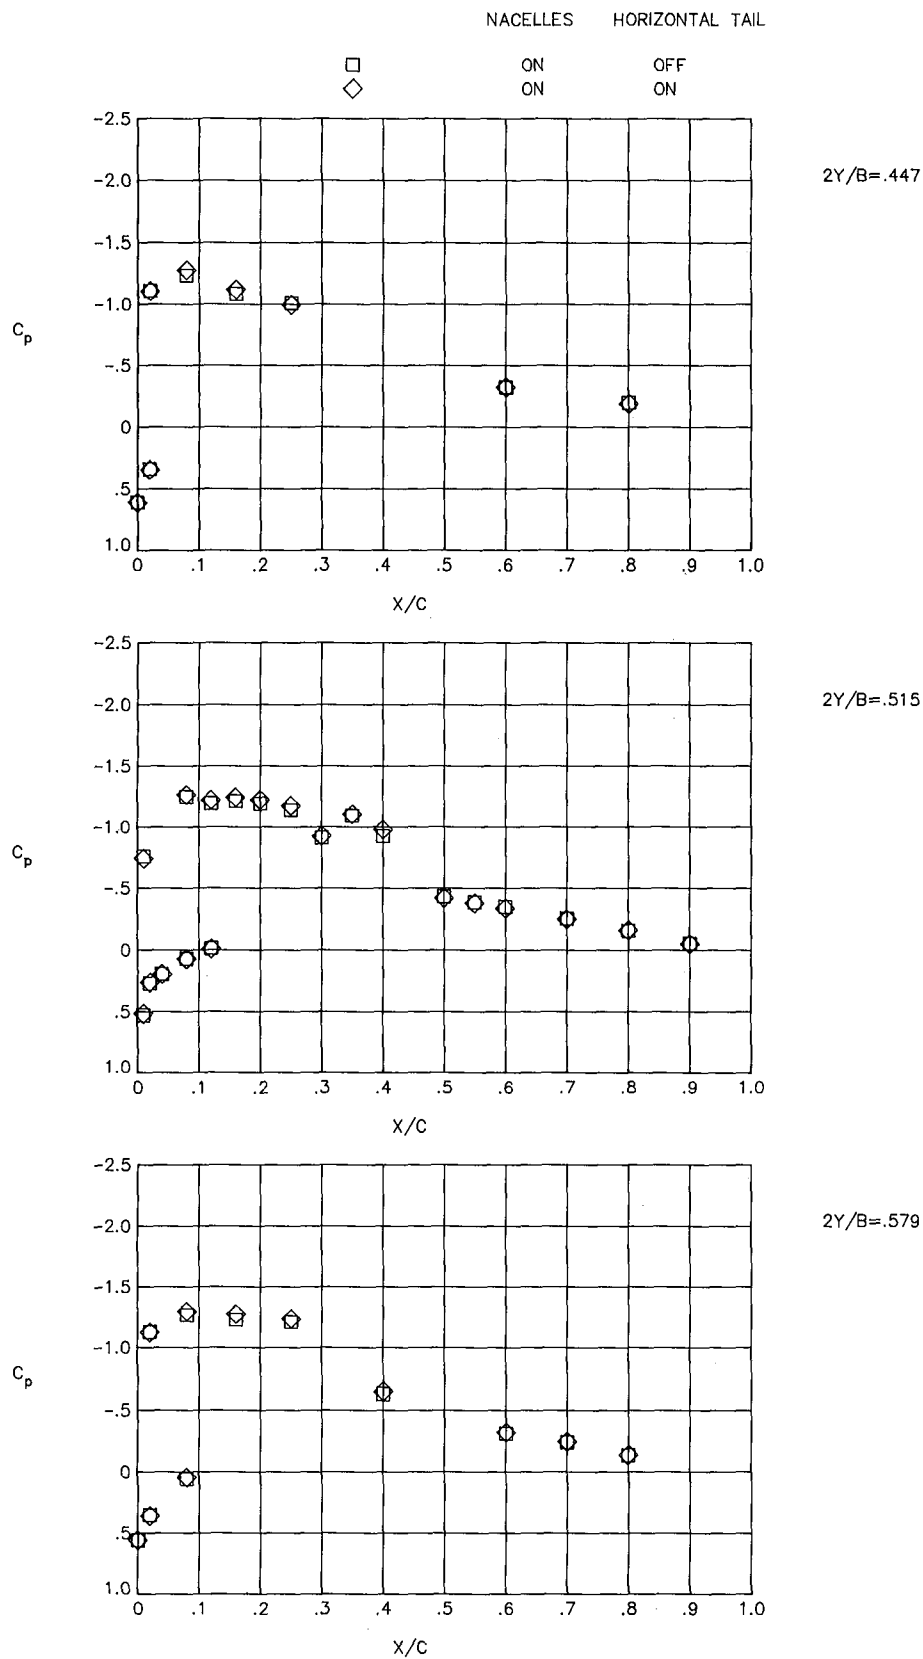 NACELLES HORIZONTAL TAIL
ON OFF
ON ON
-2.5
-2.0
2Y/B=.447
-1.5
-1.0
Cp
-.5
0
.5
1.0
0 .1 .2 .3 .4 .5 .6 .7 .8 .9 1.0
X/C
-2.5
-2.0
2Y/B=.515
-1.5
-1.0
Cp
-.5
0
.5
1.0
0 .1 .2 .3 .4 .5 .6 .7 .8 .9 1.0
X/C
-2.5
-2.0
2Y/B=.579
-1.5
-1.0
Cp
-.5
0
.5
1.0
0 .1 .2 .3 .4 .5 .6 .7 .8 .9 1.0
X/C